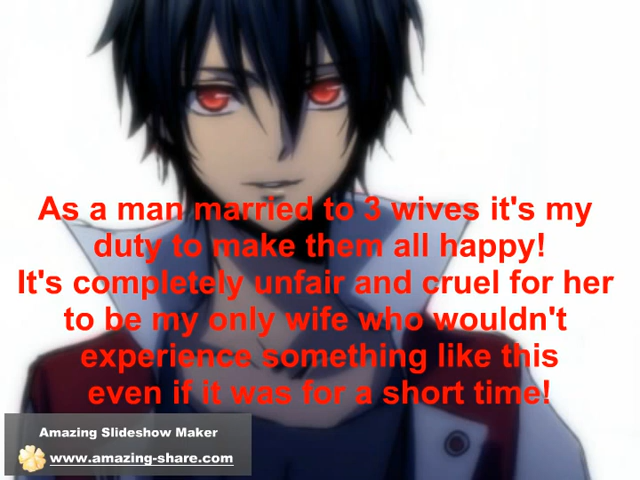 As a man married to 3 wives it's my
duty to make them all happy!
It's completely unfair and cruel for her
to be my only wife who wouldn't
experience something like this
even if it was for a short time!
Amazing Slideshow Maker
www.amazing-share.com